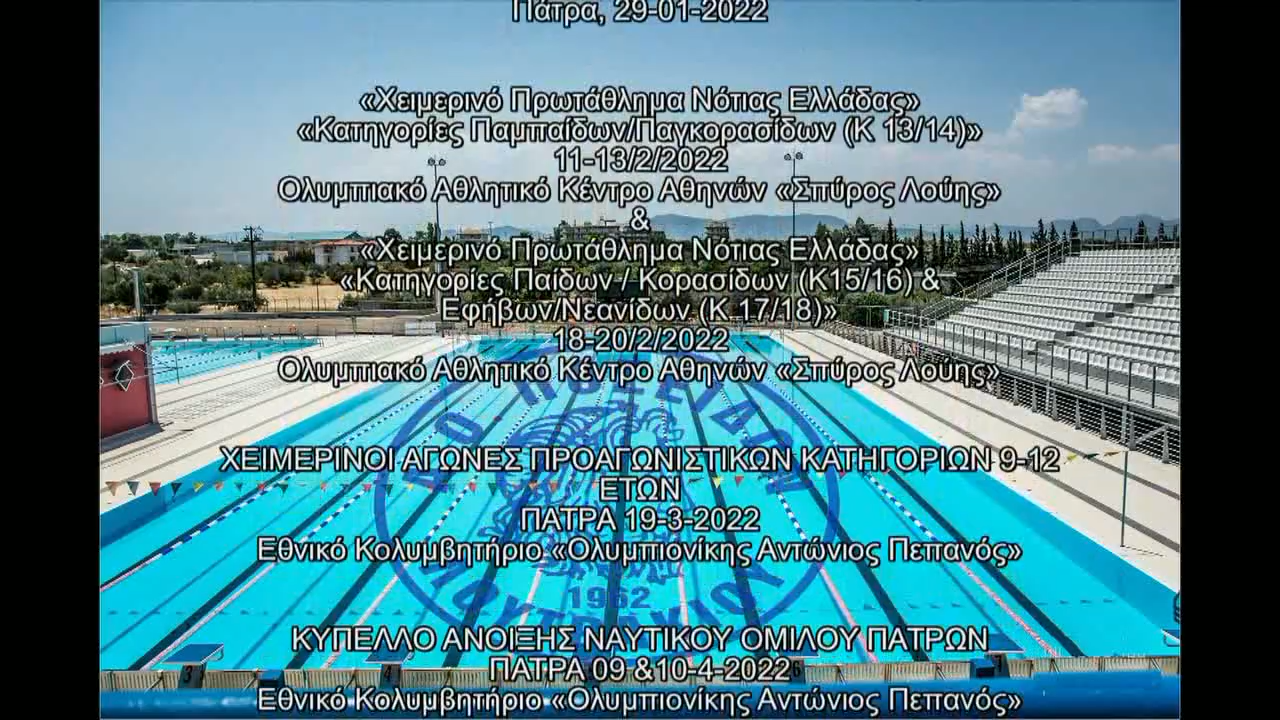 Πάτρα, 29-01-2022
«Χειμερινό Πρωτάθλημα Νότιας Ελλάδας»
«Κατηγορίες Παμπαίδων/Παγκορασίδων (Κ 13/14)»
11-13/2/2022
Ολυμπιακό Αθλητικό Κέντρο Αθηνών «Σπύρος Λούης»
&
«Χειμερινό Πρωτάθλημα Νότιας Ελλάδας»
«Κατηγορίες Παίδων / Κορασίδων (Κ15/16) &
Εφήβων/Νεανίδων (Κ 17/18)»
18-20/2/2022
Ολυμπιακό Αθλητικό Κέντρο Αθηνών «Σπύρος Λούης»
ΠΟΣΕΙΔΩΝ
ΧΕΙΜΕΡΙΝΟΙ ΑΓΩΝΕΣ ΠΡΟΑΓΩΝΙΣΤΙΚΩΝ ΚΑΤΗΓΟΡΙΩΝ 9-12
ΕΤΩΝ
ΠΑΤΡΑ 19-3-2022
Εθνικό Κολυμβητήριο «Ολυμπιονίκης Αντώνιος Πεπανός»
1962
ΛΟΥΤΡΑΚΙΟΥ
ΚΥΠΕΛΛΟ ΑΝΟΙΞΗΣ ΝΑΥΤΙΚΟΥ ΟΜΙΛΟΥ ΠΑΤΡΩΝ
ΠΑΤΡΑ 09 &10-4-2022
Εθνικό Κολυμβητήριο «Ολυμπιονίκης Αντώνιος Πεπανός»